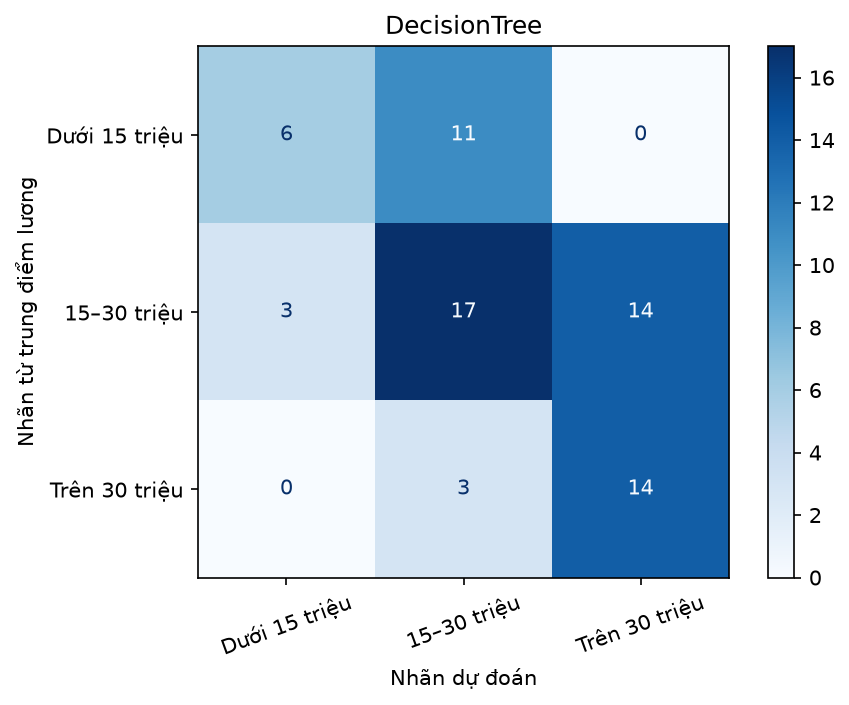 DecisionTree
Nhãn từ trung điểm lương
Dưới 15 triệu
6 11 0
15–30 triệu
3 17 14
Trên 30 triệu
0 3 14
Dưới 15 triệu
15–30 triệu
Trên 30 triệu
Nhãn dự đoán
16
14
12
10
8
6
4
2
0